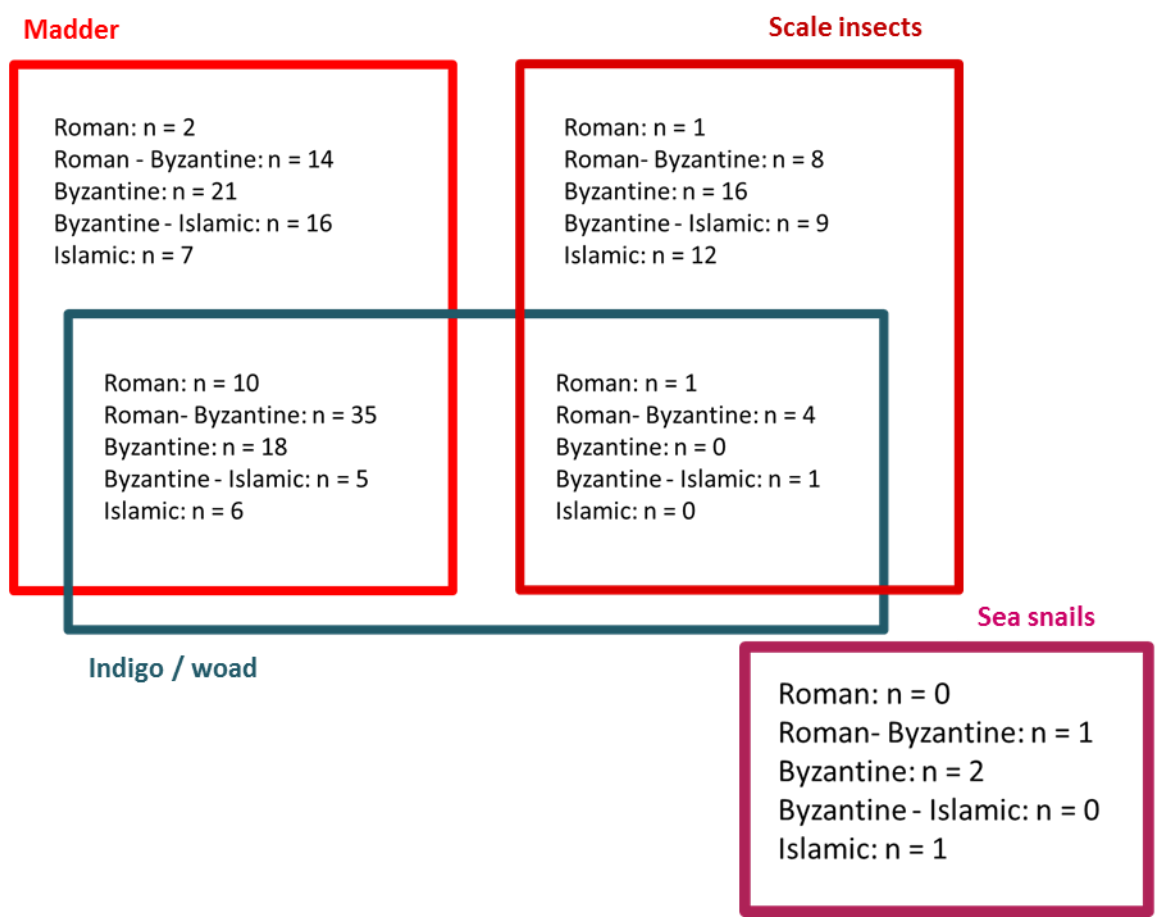 Madder
Scale insects
Roman: n = 2
Roman - Byzantine: n = 14
Byzantine: n = 21
Byzantine - Islamic: n = 16
Islamic: n = 7
Roman: n = 1
Roman- Byzantine: n = 8
Byzantine: n = 16
Byzantine - Islamic: n = 9
Islamic: n = 12
Roman: n = 10
Roman- Byzantine: n = 35
Byzantine: n = 18
Byzantine - Islamic: n = 5
Islamic: n = 6
Roman: n = 1
Roman- Byzantine: n = 4
Byzantine: n = 0
Byzantine - Islamic: n = 1
Islamic: n = 0
Indigo / woad
Sea snails
Roman: n = 0
Roman- Byzantine: n = 1
Byzantine: n = 2
Byzantine - Islamic: n = 0
Islamic: n = 1